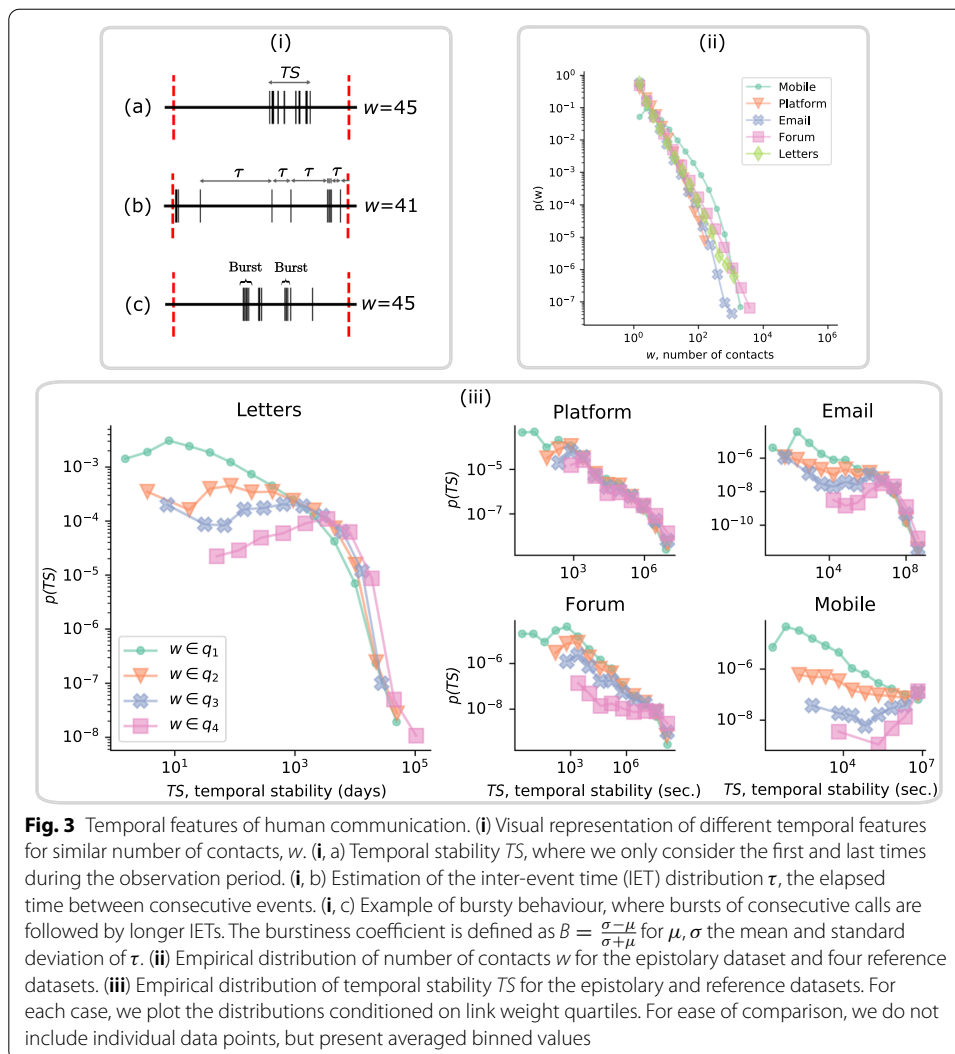 (i)
TS
(a)
w=45
τ
τ
τ
τ
(b)
w=41
Burst
Burst
(c)
w=45
(ii)
10^0
10^-1
10^-2
10^-3
10^-4
10^-5
10^-6
10^-7
p(w)
Mobile
Platform
Email
Forum
Letters
10^0
10^2
10^4
10^6
w, number of contacts
(iii)
Letters
10^-3
10^-4
10^-5
10^-6
10^-7
10^-8
p(TS)
w ∈ q1
w ∈ q2
w ∈ q3
w ∈ q4
10^1
10^3
10^5
TS, temporal stability (days)
Platform
10^-5
10^-7
p(TS)
10^3
10^6
Email
10^-6
10^-8
10^-10
10^4
10^8
Forum
10^-6
10^-8
p(TS)
10^3
10^6
TS, temporal stability (sec.)
Mobile
10^-6
10^-8
10^4
10^7
TS, temporal stability (sec.)
Fig. 3 Temporal features of human communication. (i) Visual representation of different temporal features
for similar number of contacts, w. (i, a) Temporal stability TS, where we only consider the first and last times
during the observation period. (i, b) Estimation of the inter-event time (IET) distribution τ, the elapsed
time between consecutive events. (i, c) Example of bursty behaviour, where bursts of consecutive calls are
followed by longer IETs. The burstiness coefficient is defined as B = (σ−μ)/(σ+μ) for μ, σ the mean and standard
deviation of τ. (ii) Empirical distribution of number of contacts w for the epistolary dataset and four reference
datasets. (iii) Empirical distribution of temporal stability TS for the epistolary and reference datasets. For
each case, we plot the distributions conditioned on link weight quartiles. For ease of comparison, we do not
include individual data points, but present averaged binned values